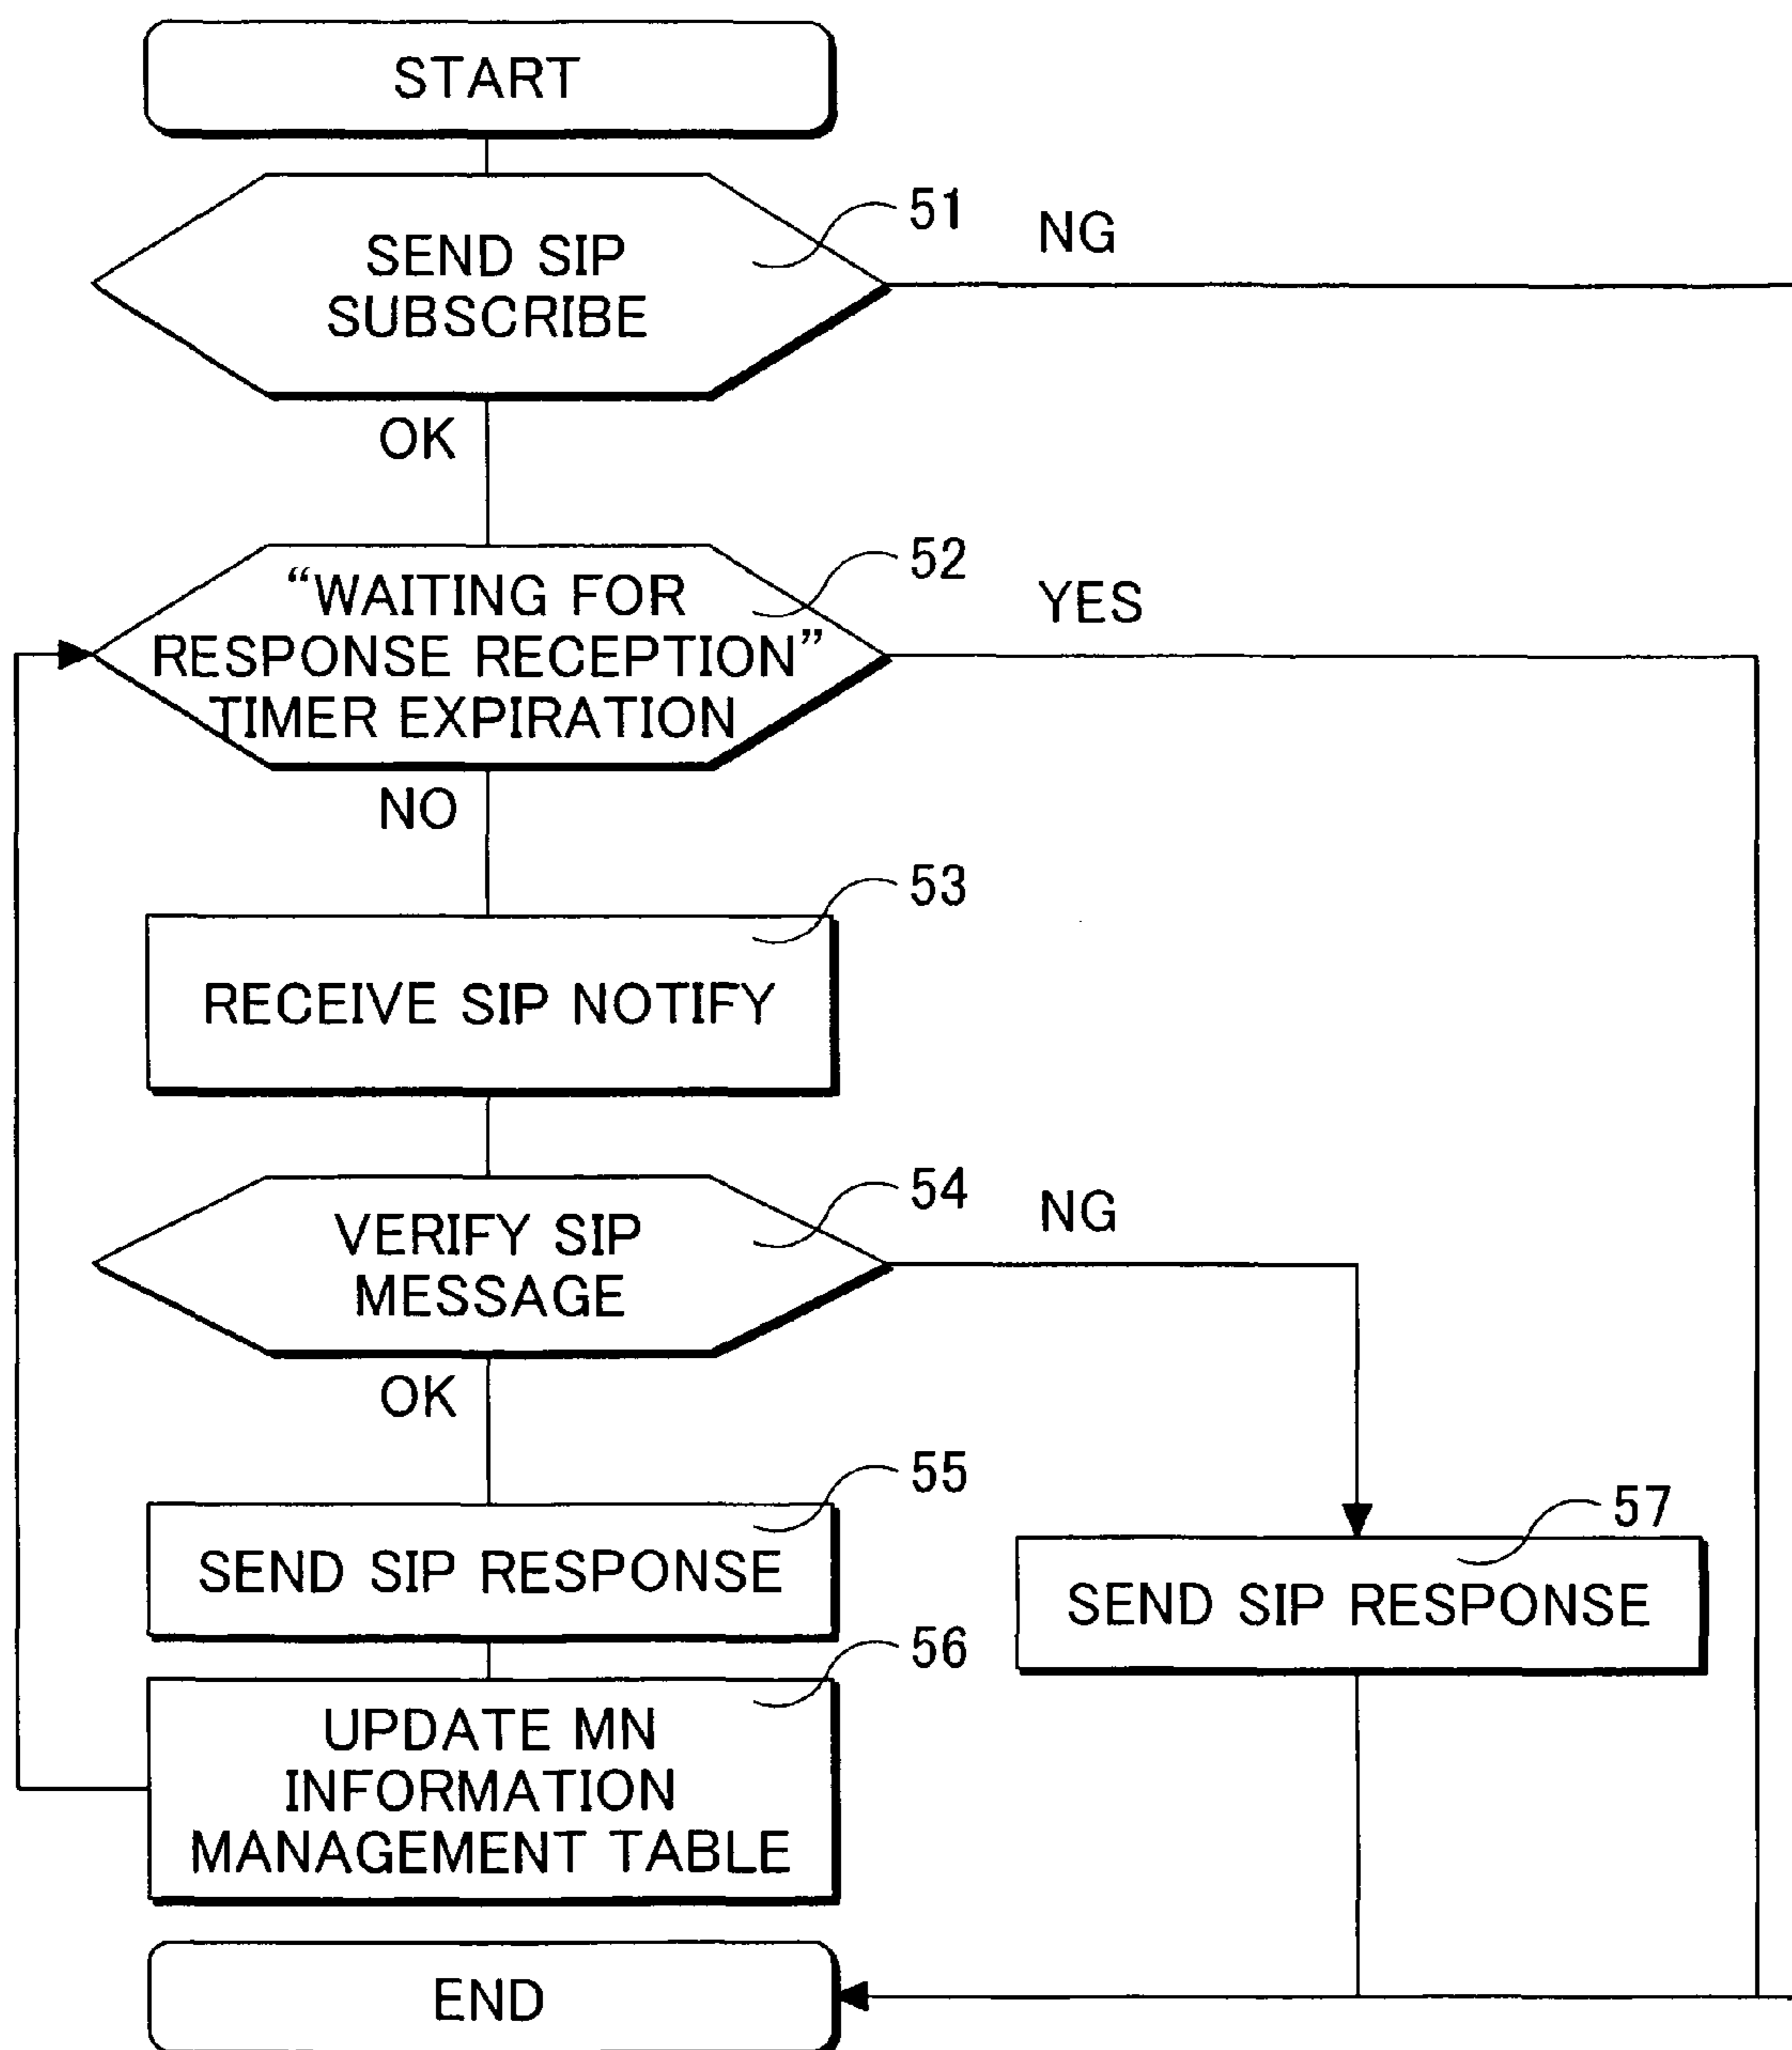 START
SEND SIP
SUBSCRIBE
51
NG
OK
“WAITING FOR
RESPONSE RECEPTION”
TIMER EXPIRATION
52
YES
NO
53
RECEIVE SIP NOTIFY
VERIFY SIP
MESSAGE
54
NG
OK
55
SEND SIP RESPONSE
57
SEND SIP RESPONSE
56
UPDATE MN
INFORMATION
MANAGEMENT TABLE
END